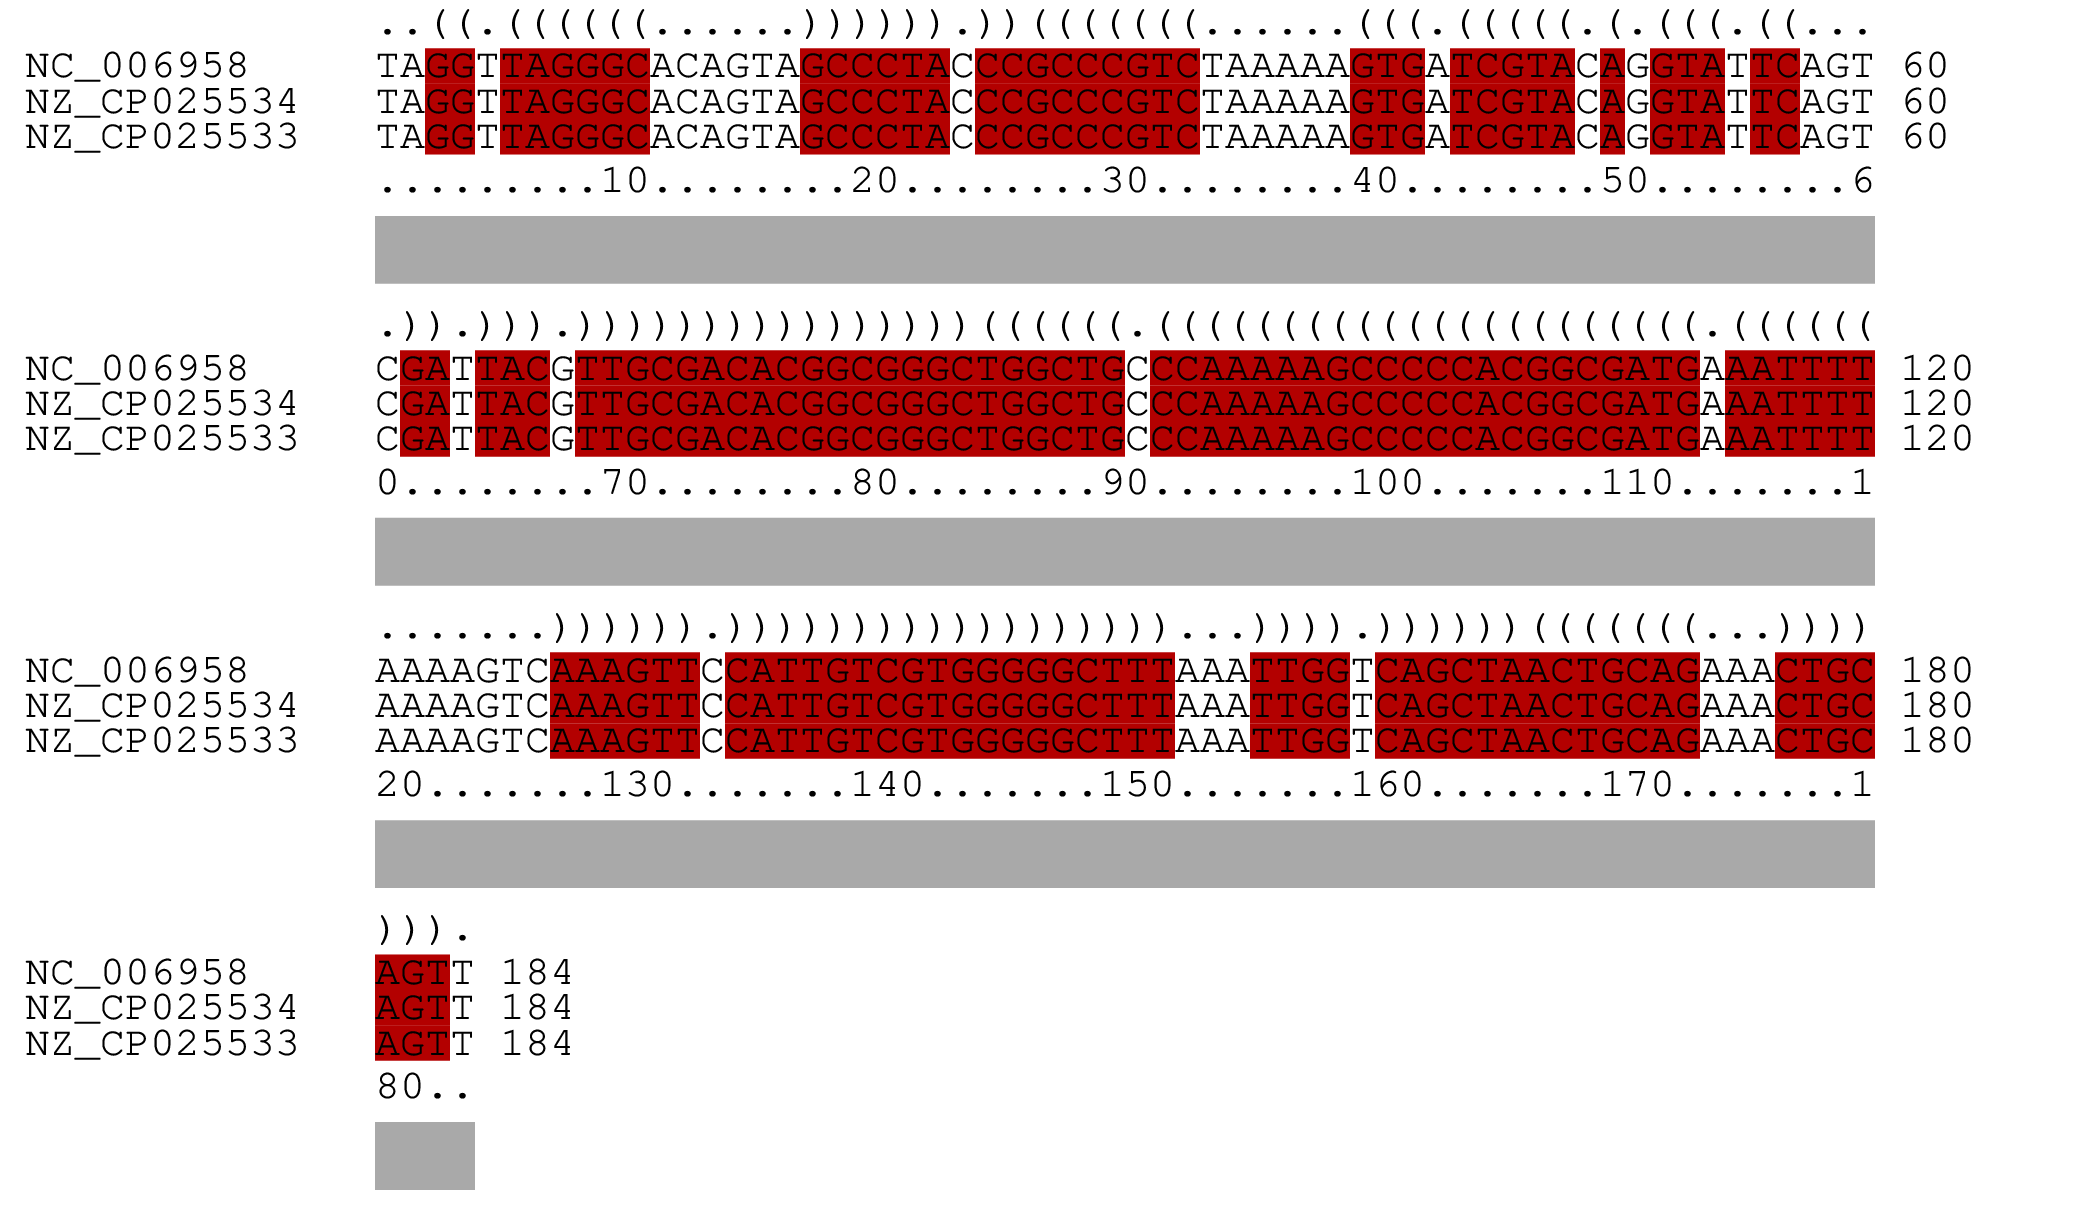 ..((.((((((......)))))).))(((((((......(((.(((((.(.(((.((...
NC_006958 TAGGTTAGGGCACAGTAGCCCTACCCGCCCGTCTAAAAAGTGATCGTACAGGTATTCAGT 60
NZ_CP025534 TAGGTTAGGGCACAGTAGCCCTACCCGCCCGTCTAAAAAGTGATCGTACAGGTATTCAGT 60
NZ_CP025533 TAGGTTAGGGCACAGTAGCCCTACCCGCCCGTCTAAAAAGTGATCGTACAGGTATTCAGT 60
.........10........20........30........40........50........6
.)).))).))))))))))))))))((((((.((((((((((((((((((((((.((((((
NC_006958 CGATTACGTTGCGACACGGCGGGCTGGCTGCCCAAAAAGCCCCCACGGCGATGAAATTTT 120
NZ_CP025534 CGATTACGTTGCGACACGGCGGGCTGGCTGCCCAAAAAGCCCCCACGGCGATGAAATTTT 120
NZ_CP025533 CGATTACGTTGCGACACGGCGGGCTGGCTGCCCAAAAAGCCCCCACGGCGATGAAATTTT 120
0........70........80........90........100.......110.......1
.......)))))).))))))))))))))))))...)))).))))))(((((((...))))
NC_006958 AAAAGTCAAAGTTCCATTGTCGTGGGGGCTTTAAATTGGTCAGCTAACTGCAGAAACTGC 180
NZ_CP025534 AAAAGTCAAAGTTCCATTGTCGTGGGGGCTTTAAATTGGTCAGCTAACTGCAGAAACTGC 180
NZ_CP025533 AAAAGTCAAAGTTCCATTGTCGTGGGGGCTTTAAATTGGTCAGCTAACTGCAGAAACTGC 180
20.......130.......140.......150.......160.......170.......1
))).
NC_006958 AGTT 184
NZ_CP025534 AGTT 184
NZ_CP025533 AGTT 184
80..